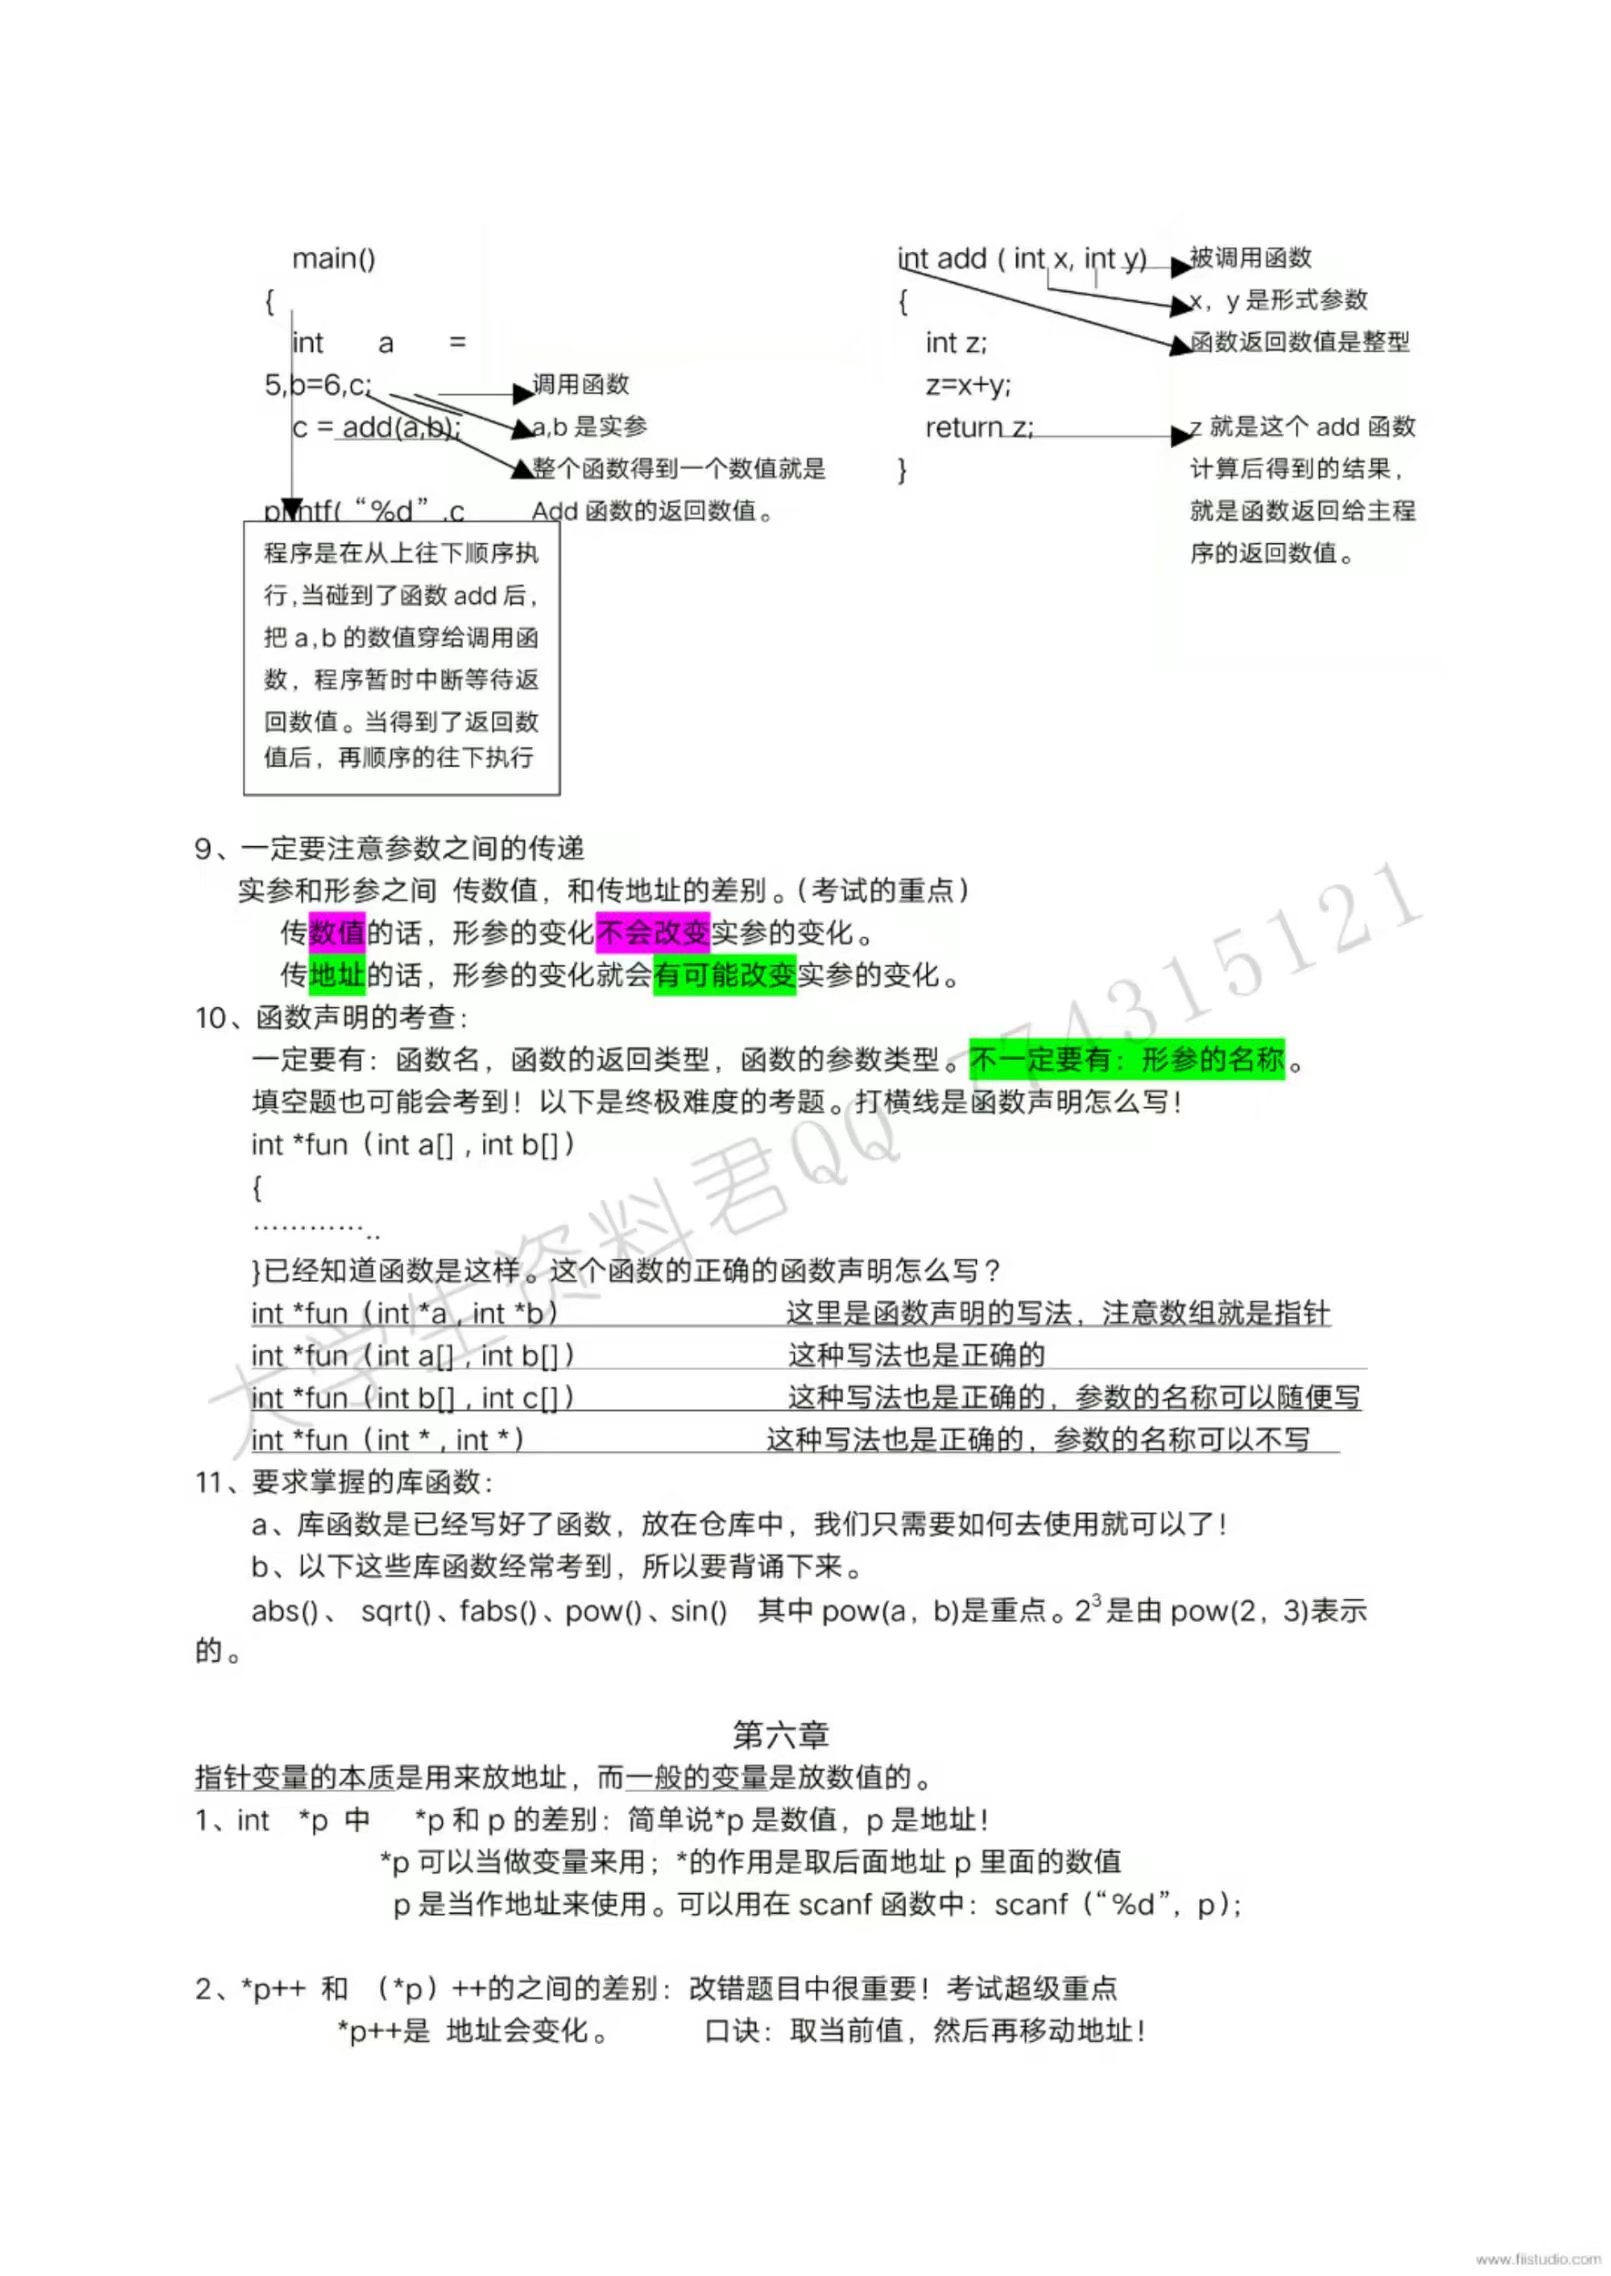 main()
{
int a =
5,b=6,c;
c = add(a,b);
printf(“%d”,c
调用函数
a,b 是实参
整个函数得到一个数值就是
Add 函数的返回数值。
程序是在从上往下顺序执
行,当碰到了函数 add 后,
把 a,b 的数值穿给调用函
数，程序暂时中断等待返
回数值。当得到了返回数
值后，再顺序的往下执行
int add ( int x, int y)
{
int z;
z=x+y;
return z;
}
被调用函数
x，y 是形式参数
函数返回数值是整型
z 就是这个 add 函数
计算后得到的结果，
就是函数返回给主程
序的返回数值。
9、一定要注意参数之间的传递
实参和形参之间 传数值，和传地址的差别。（考试的重点）
传数值的话，形参的变化不会改变实参的变化。
传地址的话，形参的变化就会有可能改变实参的变化。
10、函数声明的考查：
一定要有：函数名，函数的返回类型，函数的参数类型。不一定要有：形参的名称。
填空题也可能会考到！以下是终极难度的考题。打横线是函数声明怎么写！
int *fun（int a[] , int b[]）
{
…………..
}已经知道函数是这样。这个函数的正确的函数声明怎么写？
int *fun（int *a , int *b） 这里是函数声明的写法，注意数组就是指针
int *fun（int a[] , int b[]） 这种写法也是正确的
int *fun（int b[] , int c[]） 这种写法也是正确的，参数的名称可以随便写
int *fun（int * , int *） 这种写法也是正确的，参数的名称可以不写
11、要求掌握的库函数：
a、库函数是已经写好了函数，放在仓库中，我们只需要如何去使用就可以了！
b、以下这些库函数经常考到，所以要背诵下来。
abs()、 sqrt()、fabs()、pow()、sin() 其中 pow(a，b)是重点。2³ 是由 pow(2，3)表示
的。
第六章
指针变量的本质是用来放地址，而一般的变量是放数值的。
1、int *p 中 *p 和 p 的差别：简单说*p 是数值，p 是地址！
*p 可以当做变量来用；*的作用是取后面地址 p 里面的数值
p 是当作地址来使用。可以用在 scanf 函数中：scanf（“%d”，p）；
2、*p++ 和 （*p）++的之间的差别：改错题目中很重要！考试超级重点
*p++是 地址会变化。 口诀：取当前值，然后再移动地址！
大学生资料君QQ-74315121
www.fiistudio.com